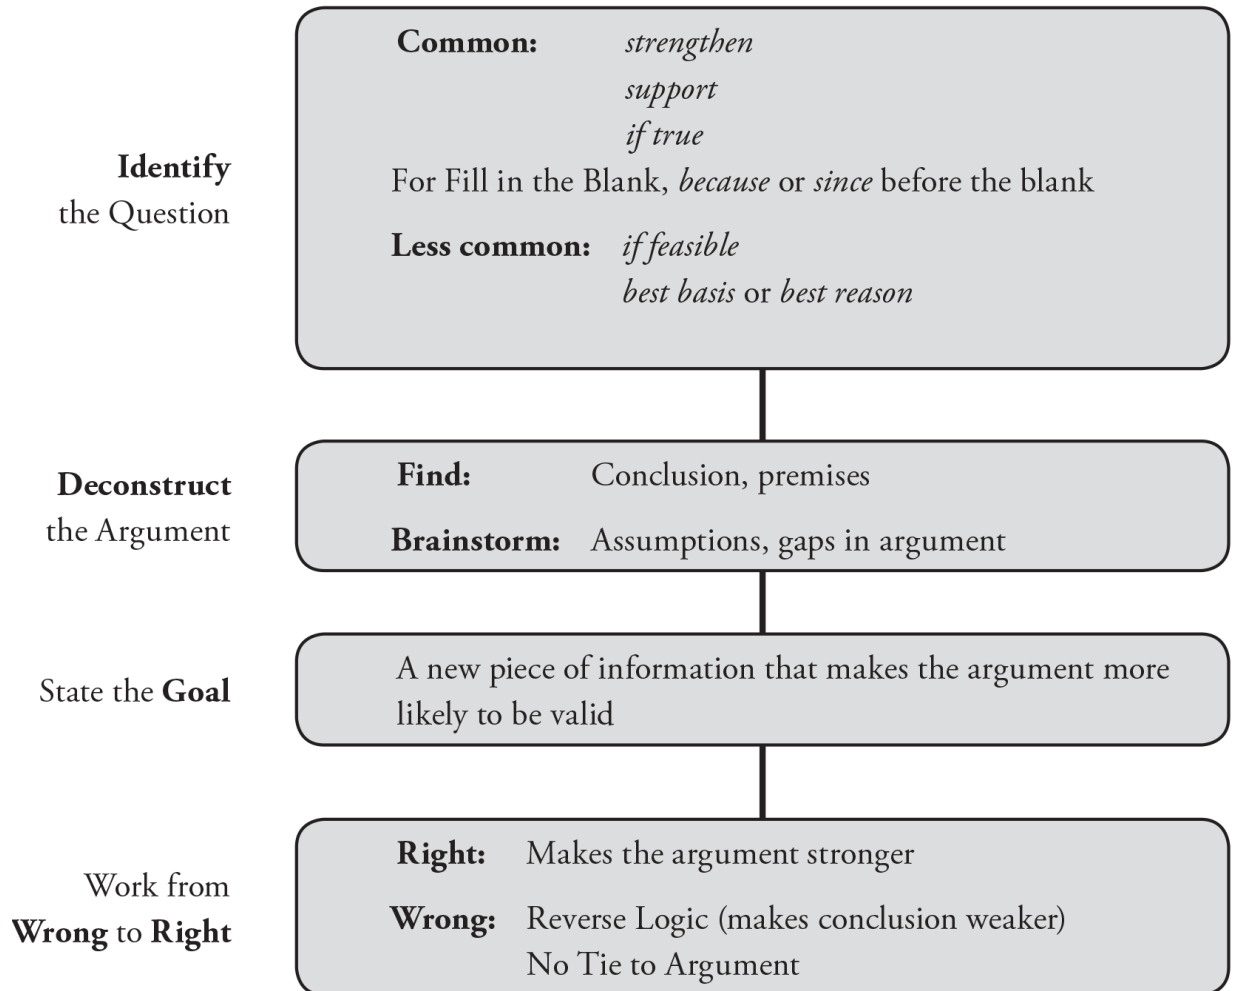 Identify
the Question
Common: strengthen
support
if true
For Fill in the Blank, because or since before the blank
Less common: if feasible
best basis or best reason
Deconstruct
the Argument
Find: Conclusion, premises
Brainstorm: Assumptions, gaps in argument
State the Goal
A new piece of information that makes the argument more
likely to be valid
Work from
Wrong to Right
Right: Makes the argument stronger
Wrong: Reverse Logic (makes conclusion weaker)
No Tie to Argument